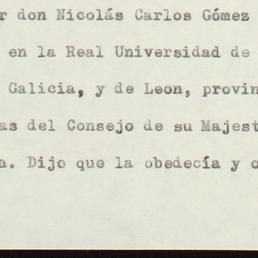 r don Nicolás Carlos Gómez
en la Real Universidad de
Galicia, y de Leon, provin
as del Consejo de su Majest
a. Dijo que la obedecía y o